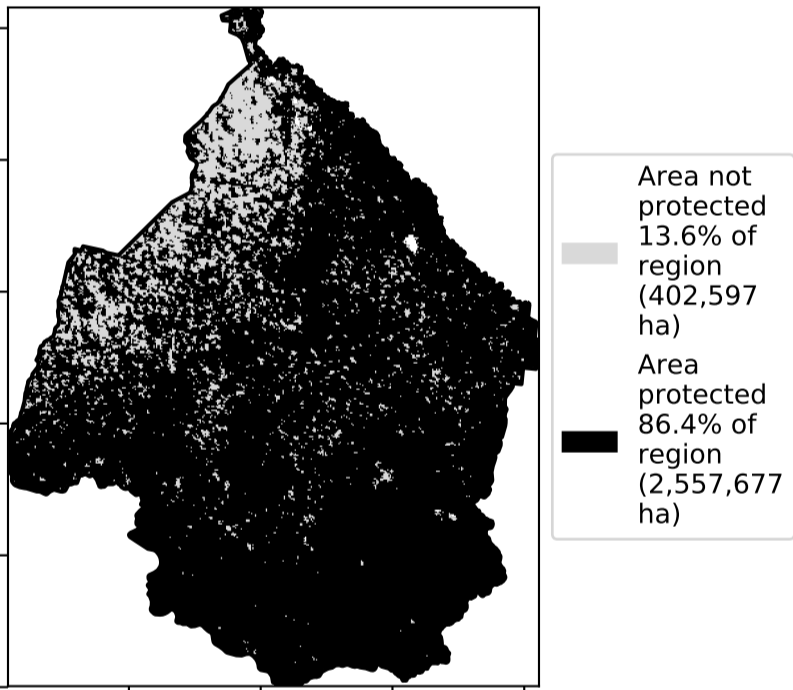 Area not
protected
13.6% of
region
(402,597
ha)
Area
protected
86.4% of
region
(2,557,677
ha)